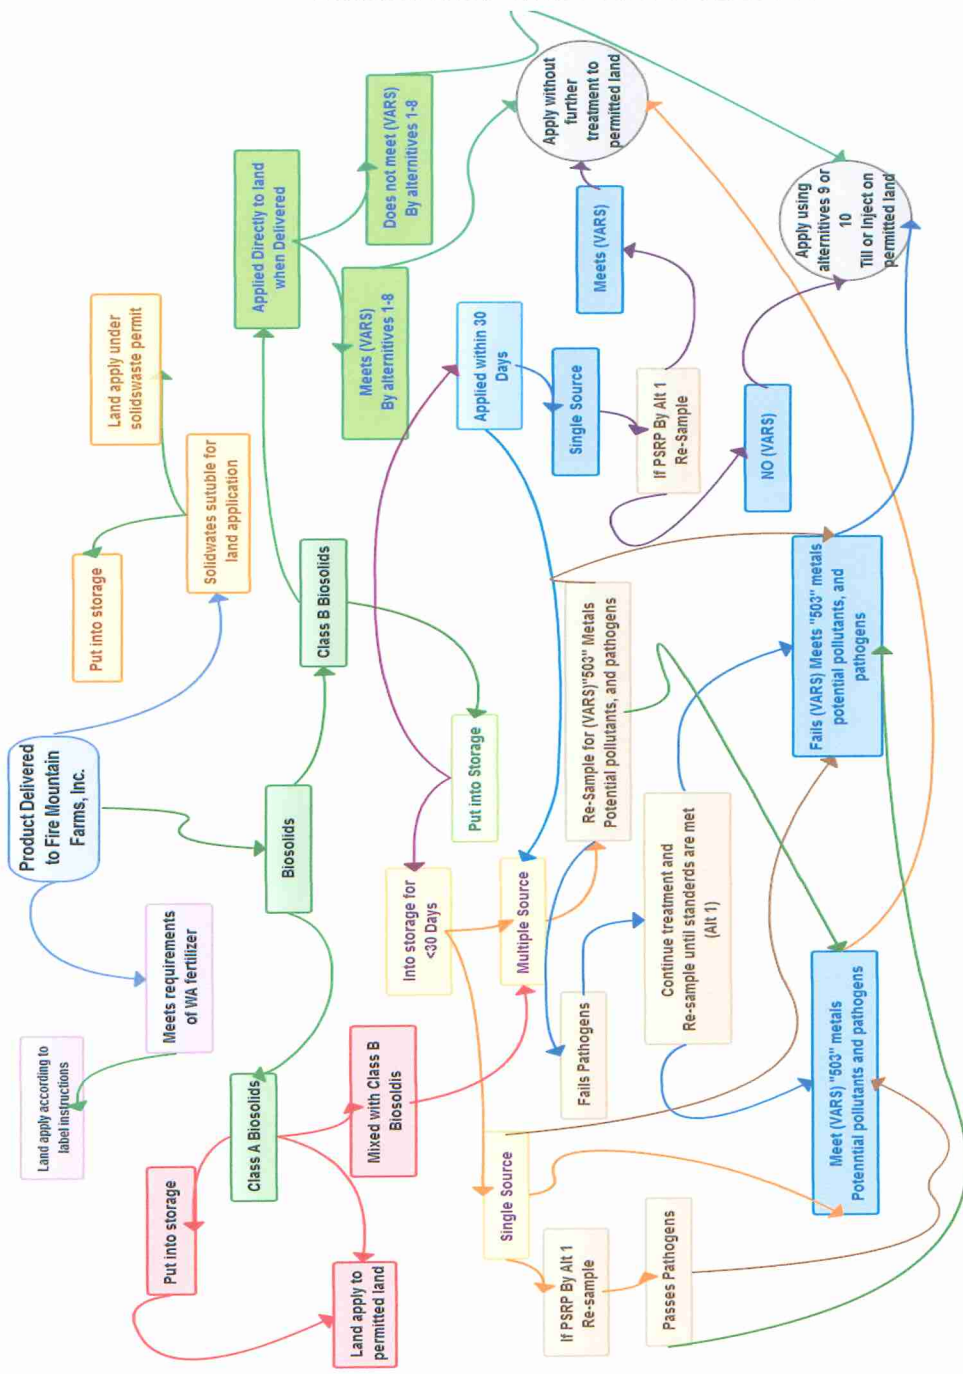 Product Delivered
to Fire Mountain
Farms, Inc.
Land apply according to
label instructions
Meets requirements
of WA fertilizer
Put into storage
Land apply under
solidswaste permit
Solidwates sutuble for
land application
Biosolids
Class A Biosolids
Class B Biosolids
Put into storage
Land apply to
permitted land
Mixed with Class B
Biosoldis
Applied Directly to land
when Delivered
Meets (VARS)
By alternitives 1-8
Does not meet (VARS)
By alternitives 1-8
Put into Storage
Into storage for
<30 Days
Applied within 30
Days
Single Source
Multiple Source
Single Source
If PSRP By Alt 1
Re-sample
Passes Pathogens
Fails Pathogens
Re-Sample for (VARS)"503" Metals
Potential pollutants, and pathogens
Continue treatment and
Re-sample until standerds are met
(Alt 1)
If PSRP By Alt 1
Re-Sample
Meets (VARS)
NO (VARS)
Apply without
further
treatment to
permitted land
Apply using
alternitives 9 or
10
Till or Inject on
permitted land
Meet (VARS) "503" metals
Potenntial pollutants and pathogens
Fails (VARS) Meets "503" metals
potential pollutants, and
pathogens